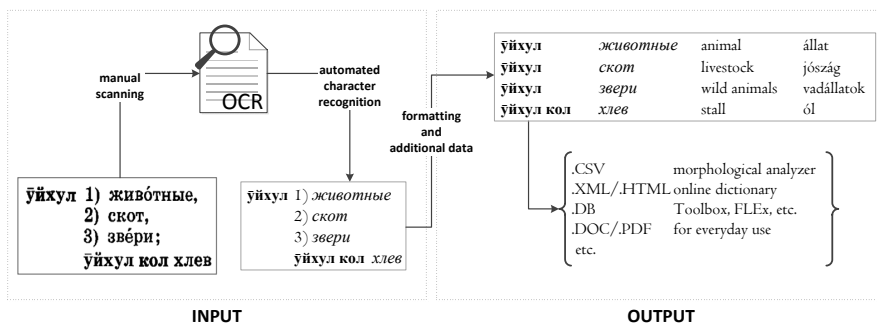 manual
scanning
OCR
automated
character
recognition
ӯйхул 1) живо́тные,
2) скот,
3) зве́ри;
ӯйхул кол хлев
ӯйхул 1) животные
2) скот
3) звери
ӯйхул кол хлев
INPUT
formatting
and
additional data
ӯйхул животные animal állat
ӯйхул скот livestock jószág
ӯйхул звери wild animals vadállatok
ӯйхул кол хлев stall ól
.CSV morphological analyzer
.XML/.HTML online dictionary
.DB Toolbox, FLEx, etc.
.DOC/.PDF for everyday use
etc.
OUTPUT